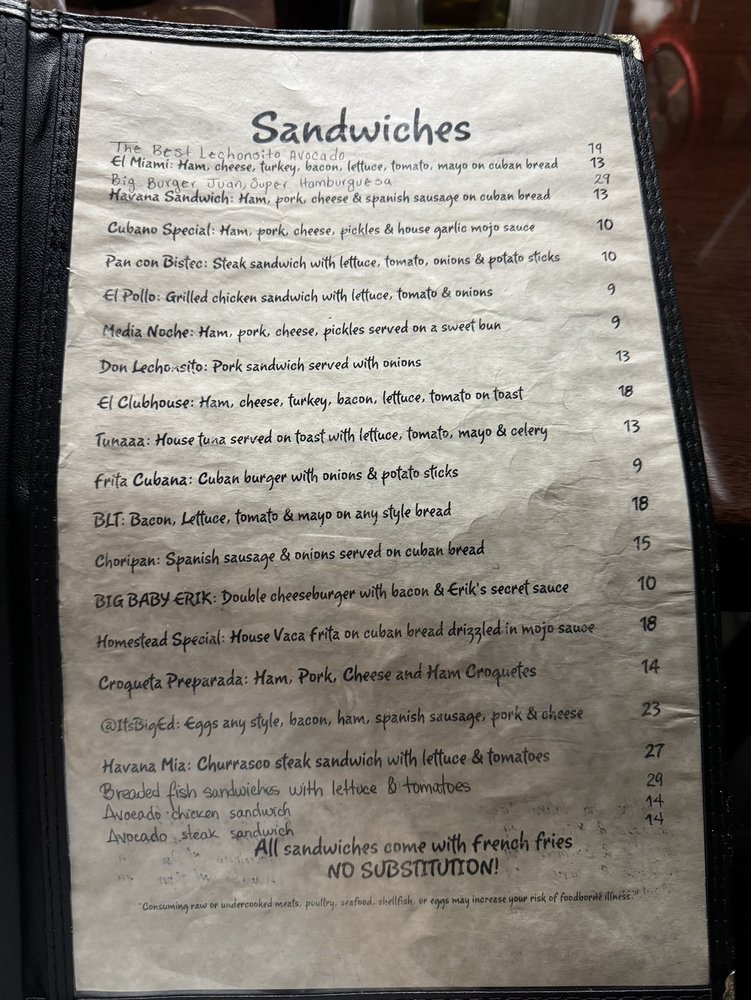 Sandwiches
The Best Lechonsito Avocado 19
El Miami: Ham, cheese, turkey, bacon, lettuce, tomato, mayo on cuban bread 13
Big Burger Juan, Super Hamburguesa 29
Havana Sandwich: Ham, pork, cheese & spanish sausage on cuban bread 13
Cubano Special: Ham, pork, cheese, pickles & house garlic mojo sauce 10
Pan con Bistec: Steak sandwich with lettuce, tomato, onions & potato sticks 10
El Pollo: Grilled chicken sandwich with lettuce, tomato & onions 9
Media Noche: Ham, pork, cheese, pickles served on a sweet bun 9
Don Lechonsito: Pork sandwich served with onions 13
El Clubhouse: Ham, cheese, turkey, bacon, lettuce, tomato on toast 18
Tunaaa: House tuna served on toast with lettuce, tomato, mayo & celery 13
Frita Cubana: Cuban burger with onions & potato sticks 9
BLT: Bacon, Lettuce, tomato & mayo on any style bread 18
Choripan: Spanish sausage & onions served on cuban bread 15
BIG BABY ERIK: Double cheeseburger with bacon & Erik's secret sauce 10
Homestead Special: House Vaca Frita on cuban bread drizzled in mojo sauce 18
Croqueta Preparada: Ham, Pork, Cheese and Ham Croquetes 14
@ItsBigEd: Eggs any style, bacon, ham, spanish sausage, pork & cheese 23
Havana Mia: Churrasco steak sandwich with lettuce & tomatoes 27
Breaded fish sandwiches with lettuce & tomatoes 29
Avocado chicken sandwich 14
Avocado steak sandwich 14
All sandwiches come with french fries
NO SUBSTITUTION!
"Consuming raw or undercooked meats, poultry, seafood, shellfish, or eggs may increase your risk of foodborne illness."